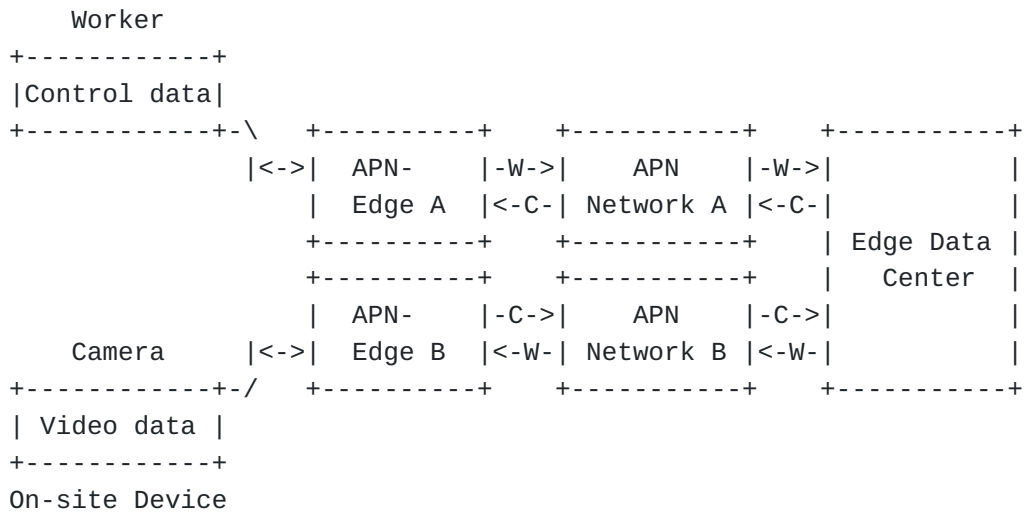 Worker
+------------+
|Control data|
+------------+-\   +----------+    +-----------+    +-----------+
               |<->|  APN-    |-W->|    APN    |-W->|           |
                   |  Edge A  |<-C-| Network A |<-C-|           |
                   +----------+    +-----------+    | Edge Data |
                   +----------+    +-----------+    |   Center  |
                   |  APN-    |-C->|    APN    |-C->|           |
    Camera     |<->|  Edge B  |<-W-| Network B |<-W-|           |
+------------+-/   +----------+    +-----------+    +-----------+
| Video data |
+------------+
On-site Device